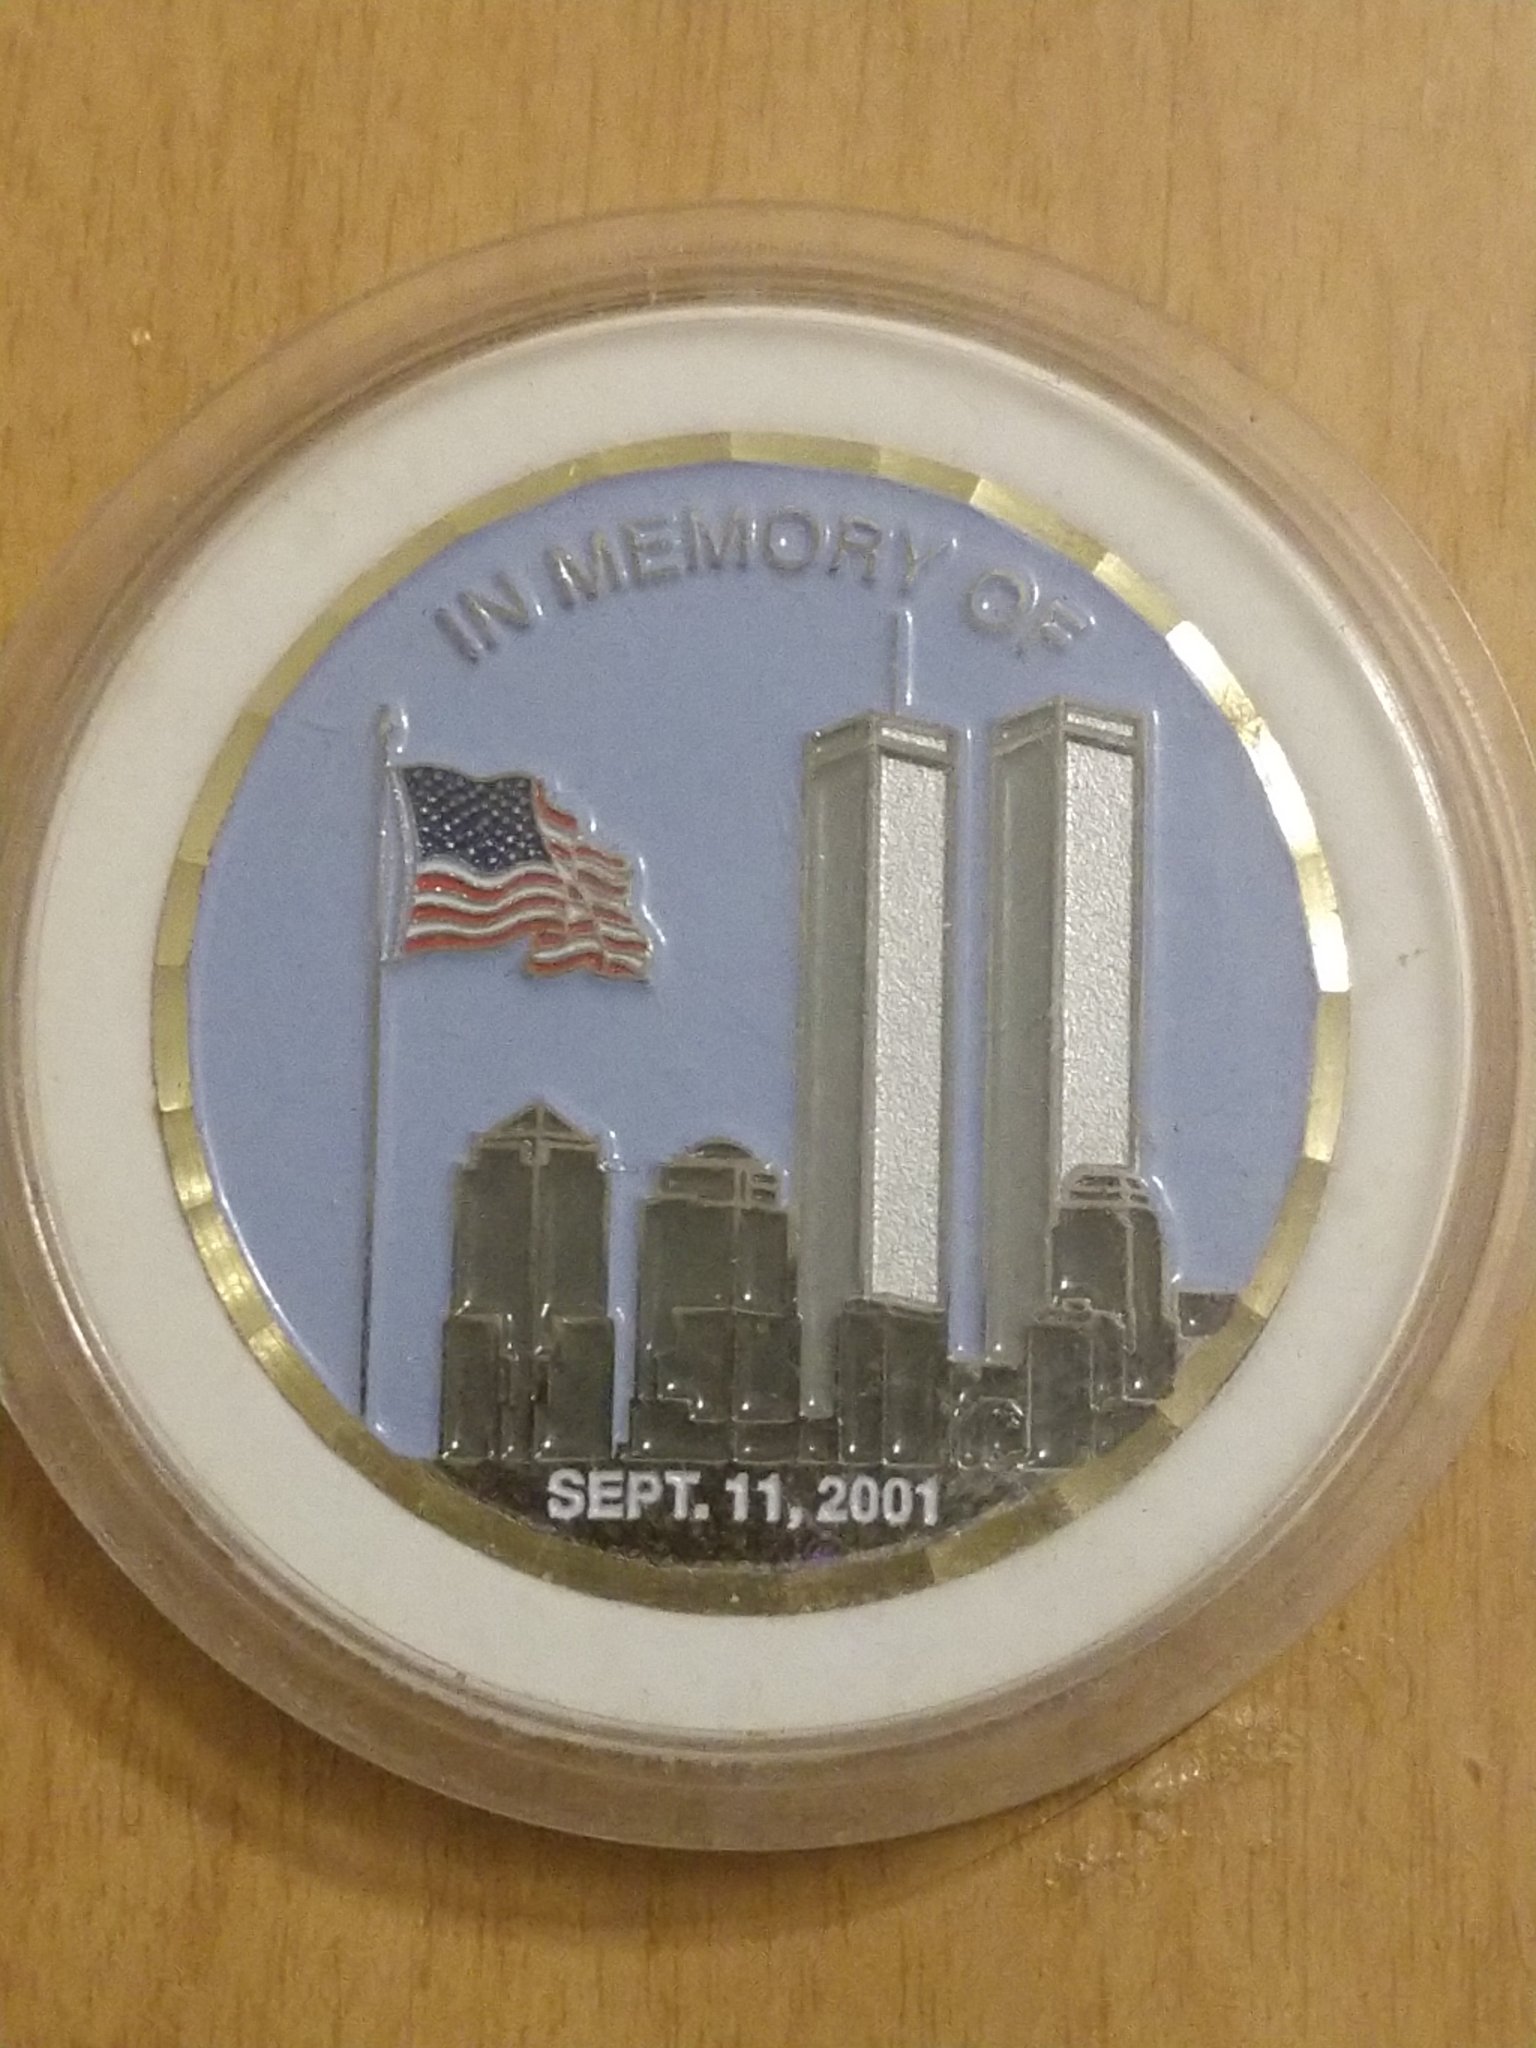 IN MEMORY OF
SEPT. 11, 2001